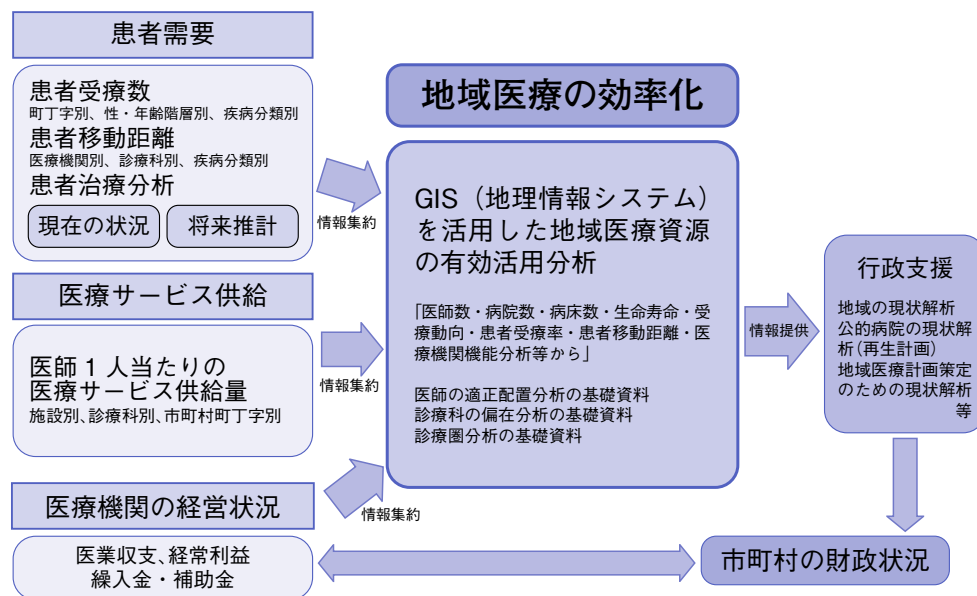 患者需要
患者受療数
町丁字別、性・年齢階層別、疾病分類別
患者移動距離
医療機関別、診療科別、疾病分類別
患者治療分析
現在の状況
将来推計
情報集約
医療サービス供給
医師1人当たりの
医療サービス供給量
施設別、診療科別、市町村町丁字別
情報集約
医療機関の経営状況
医業収支、経常利益
繰入金・補助金
情報集約
地域医療の効率化
GIS（地理情報システム）
を活用した地域医療資源
の有効活用分析
「医師数・病院数・病床数・生命寿命・受
療動向・患者受療率・患者移動距離・医
療機関機能分析等から」
医師の適正配置分析の基礎資料
診療科の偏在分析の基礎資料
診療圏分析の基礎資料
情報提供
行政支援
地域の現状解析
公的病院の現状解
析（再生計画）
地域医療計画策定
のための現状解析
等
市町村の財政状況